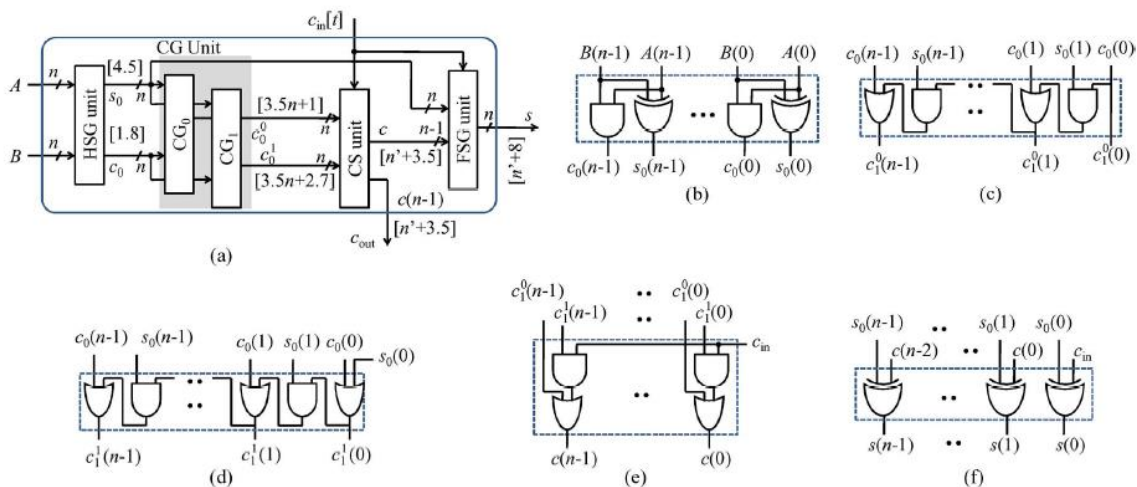 c_in[t]
CG Unit
A n [4.5] s_0 n
HSG unit
B n [1.8] c_0 n
CG_0
CG_1
[3.5n+1] n
c_0^0
c_0^1 n
[3.5n+2.7]
CS unit
n
c n-1
[n'+3.5]
FSG unit
n s
[n'+8]
c(n-1)
c_out [n'+3.5]
(a)
B(n-1) A(n-1) B(0) A(0)
c_0(n-1) s_0(n-1) c_0(0) s_0(0)
(b)
c_0(n-1) s_0(n-1) c_0(1) s_0(1) c_0(0)
c_1^0(n-1) c_1^0(1) c_1^0(0)
(c)
c_0(n-1) s_0(n-1) c_0(1) s_0(1) c_0(0) s_0(0)
c_1^1(n-1) c_1^1(1) c_1^1(0)
(d)
c_1^0(n-1) c_1^0(0)
c_1^1(n-1) c_1^1(0)
c_in
c(n-1) c(0)
(e)
s_0(n-1) s_0(1) s_0(0)
c(n-2) c(0) c_in
s(n-1) s(1) s(0)
(f)